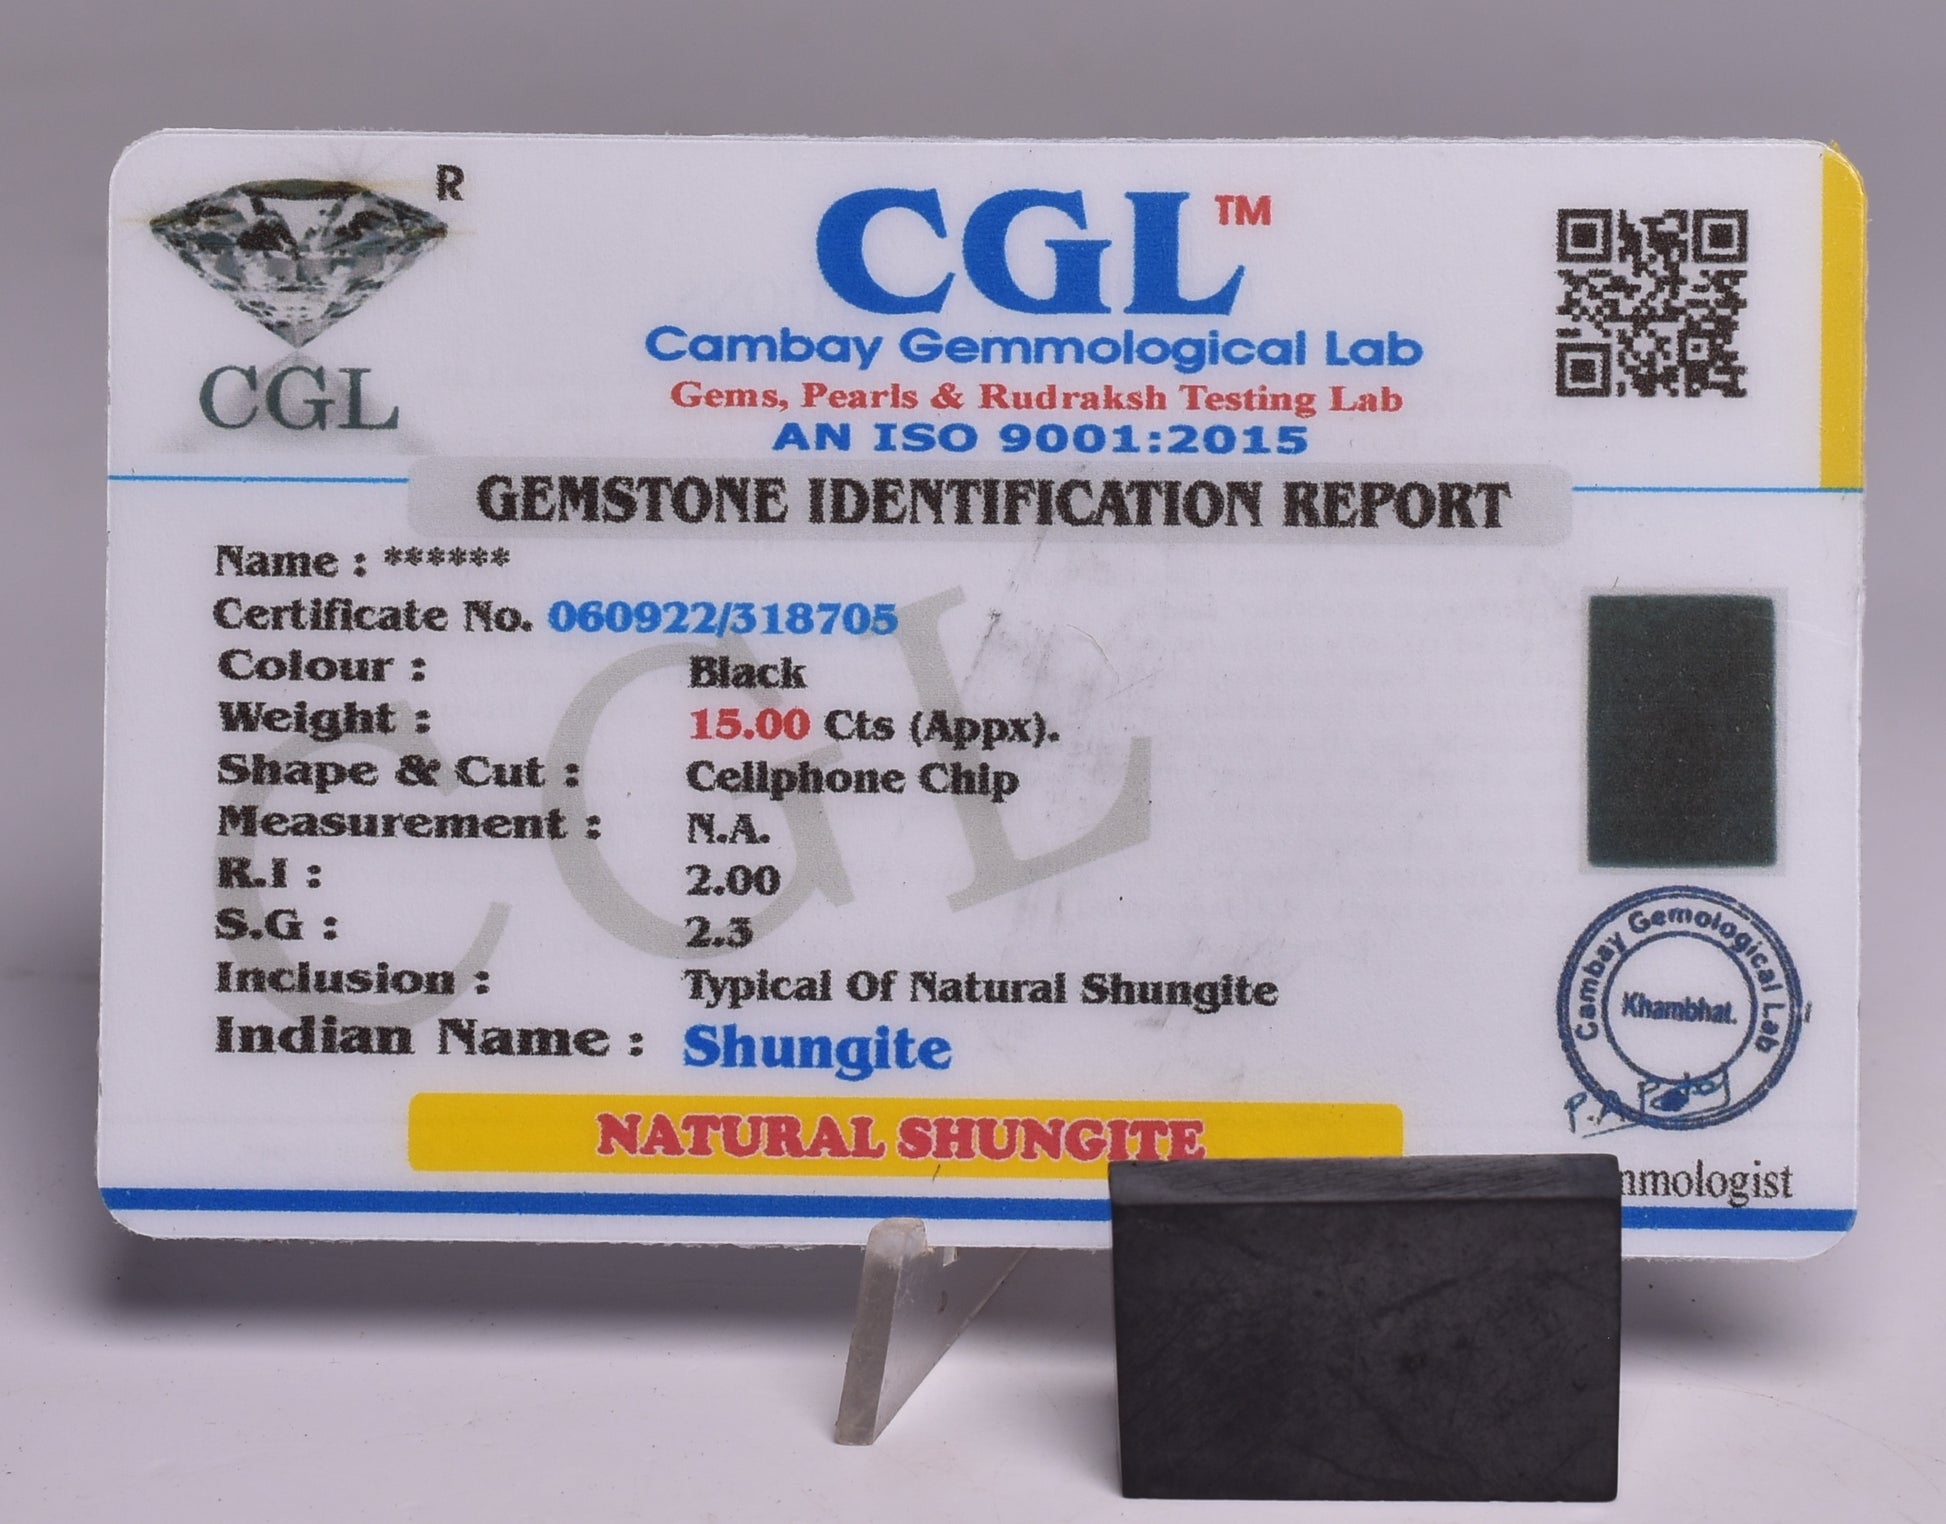 R
CGL
CGL™
Cambay Gemmological Lab
Gems, Pearls & Rudraksh Testing Lab
AN ISO 9001:2015
GEMSTONE IDENTIFICATION REPORT
Name : ******
Certificate No. 060922/318705
Colour : Black
Weight : 15.00 Cts (Appx).
Shape & Cut : Cellphone Chip
Measurement : N.A.
R.I : 2.00
S.G : 2.3
Inclusion : Typical Of Natural Shungite
Indian Name : Shungite
NATURAL SHUNGITE
CGL
Cambay Gemological Lab
Khambhat.
mmologist